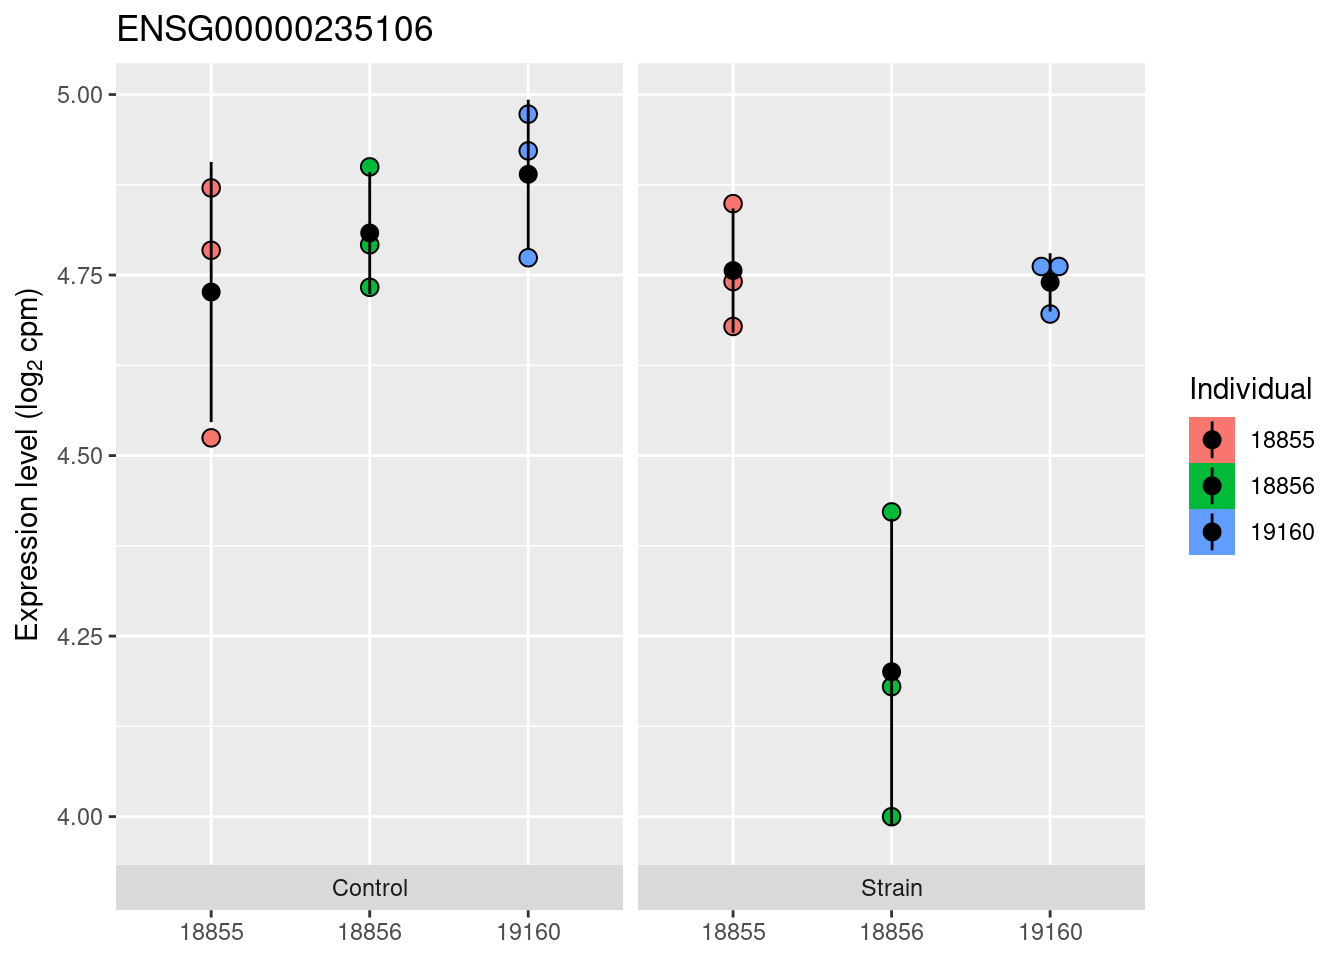 ENSG00000235106
Expression level (log₂ cpm)
5.00
4.75
4.50
4.25
4.00
Control
Strain
18855
18856
19160
18855
18856
19160
Individual
18855
18856
19160